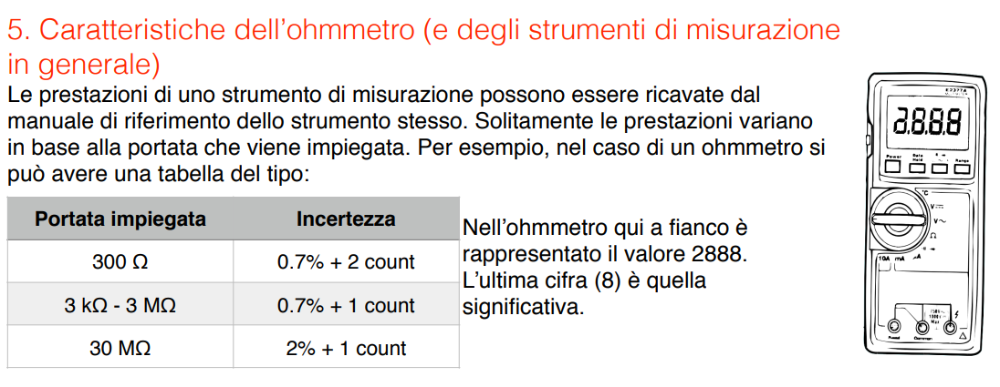 5. Caratteristiche dell'ohmmetro (e degli strumenti di misurazione
in generale)
Le prestazioni di uno strumento di misurazione possono essere ricavate dal
manuale di riferimento dello strumento stesso. Solitamente le prestazioni variano
in base alla portata che viene impiegata. Per esempio, nel caso di un ohmmetro si
può avere una tabella del tipo:
Portata impiegata Incertezza
300 Ω 0.7% + 2 count
3 kΩ - 3 MΩ 0.7% + 1 count
30 MΩ 2% + 1 count
Nell'ohmmetro qui a fianco è
rappresentato il valore 2888.
L'ultima cifra (8) è quella
significativa.
E2377A
2.8.8.8
Power Data Hold Range
°C
V
V~
Ω
10A mA µA
Fused Common